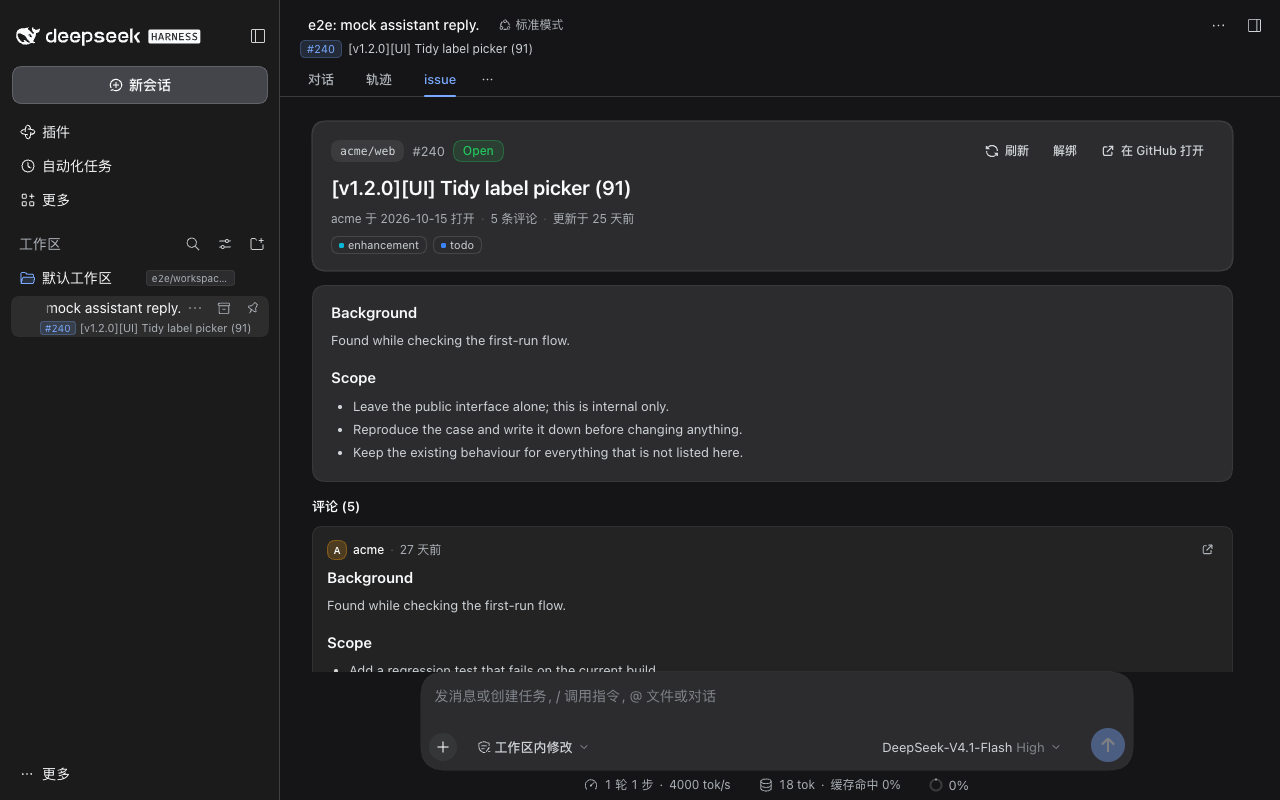 deepseek HARNESS
新会话
插件
自动化任务
更多
工作区
默认工作区 e2e/workspac...
mock assistant reply.
#240 [v1.2.0][UI] Tidy label picker (91)
更多
e2e: mock assistant reply. 标准模式
#240 [v1.2.0][UI] Tidy label picker (91)
对话 轨迹 issue
acme/web #240 Open 刷新 解绑 在 GitHub 打开
[v1.2.0][UI] Tidy label picker (91)
acme 于 2026-10-15 打开 · 5 条评论 · 更新于 25 天前
enhancement todo
Background
Found while checking the first-run flow.
Scope
• Leave the public interface alone; this is internal only.
• Reproduce the case and write it down before changing anything.
• Keep the existing behaviour for everything that is not listed here.
评论 (5)
A acme · 27 天前
Background
Found while checking the first-run flow.
Scope
• Add a regression test that fails on the current build.
发消息或创建任务, / 调用指令, @ 文件或对话
工作区内修改 DeepSeek-V4.1-Flash High
1 轮 1 步 · 4000 tok/s 18 tok · 缓存命中 0% 0%